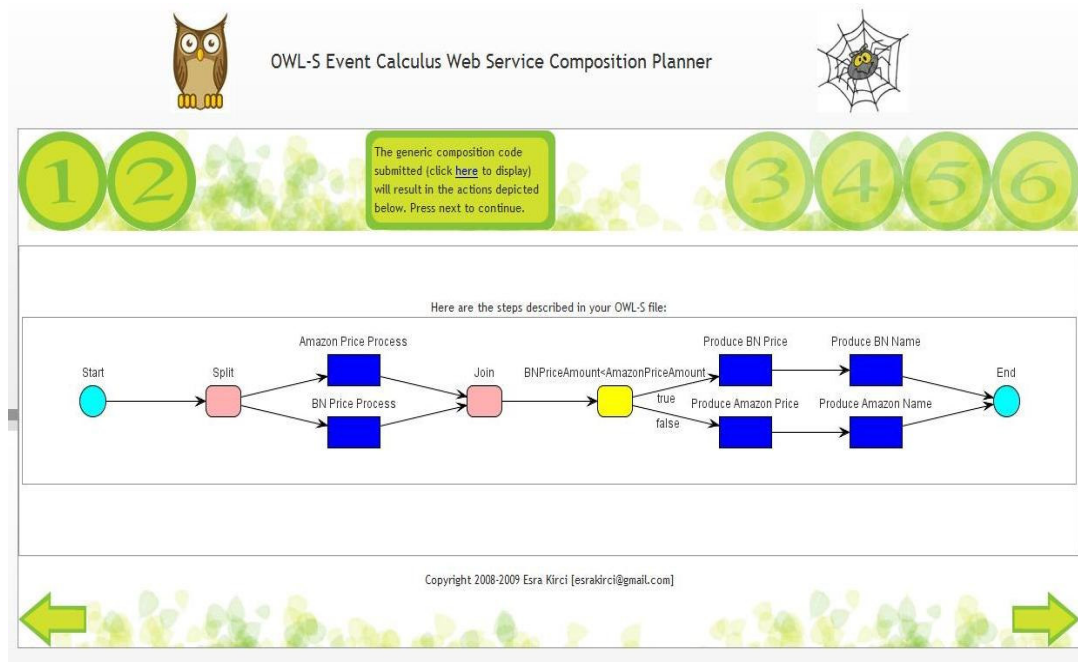 OWL-S Event Calculus Web Service Composition Planner
1
2
The generic composition code
submitted (click here to display)
will result in the actions depicted
below. Press next to continue.
3
4
5
6
Here are the steps described in your OWL-S file:
Start
Split
Amazon Price Process
BN Price Process
Join
BNPriceAmount<AmazonPriceAmount
true
false
Produce BN Price
Produce BN Name
Produce Amazon Price
Produce Amazon Name
End
Copyright 2008-2009 Esra Kirci [esrakirci@gmail.com]